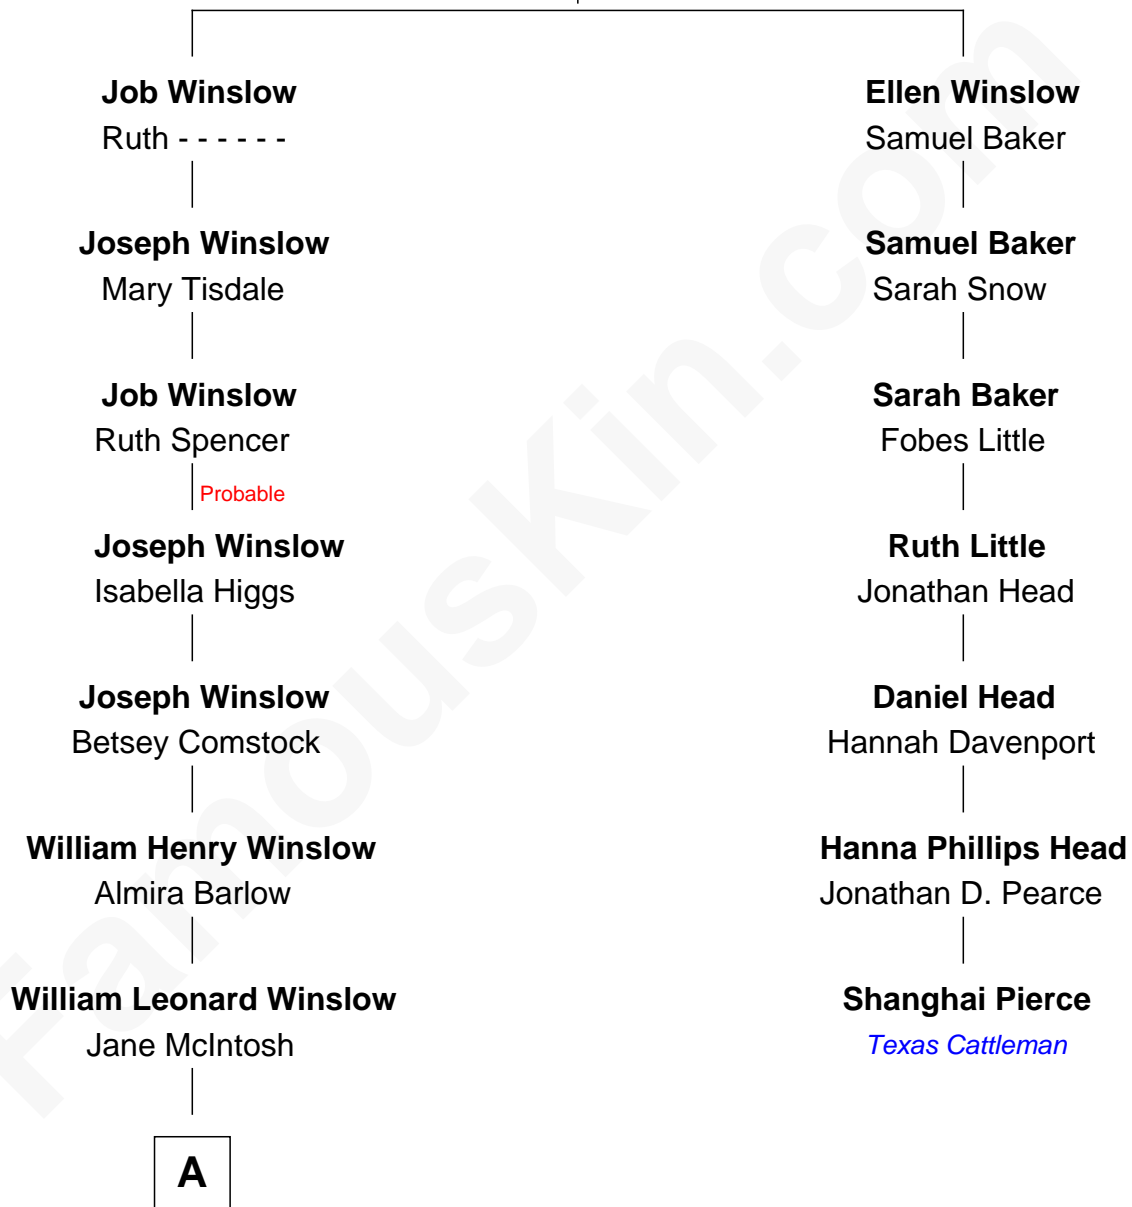 Job Winslow
Ruth - - - - - -
Joseph Winslow
Mary Tisdale
Job Winslow
Ruth Spencer
Probable
Joseph Winslow
Isabella Higgs
Joseph Winslow
Betsey Comstock
William Henry Winslow
Almira Barlow
William Leonard Winslow
Jane McIntosh
A
Ellen Winslow
Samuel Baker
Samuel Baker
Sarah Snow
Sarah Baker
Fobes Little
Ruth Little
Jonathan Head
Daniel Head
Hannah Davenport
Hanna Phillips Head
Jonathan D. Pearce
Shanghai Pierce
Texas Cattleman
FamousKin.com